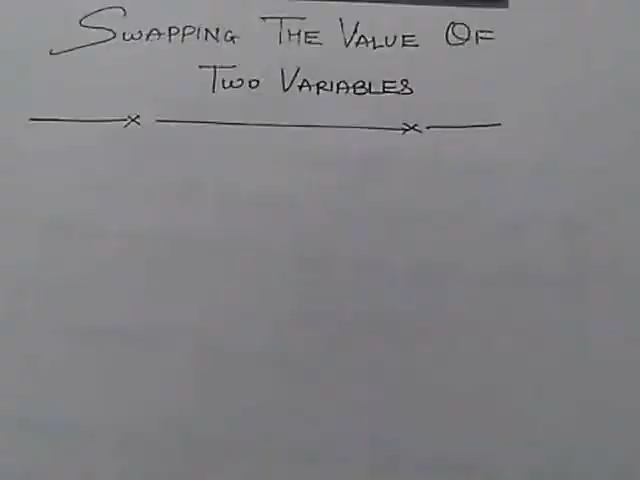 SWAPPING THE VALUE OF
TWO VARIABLES